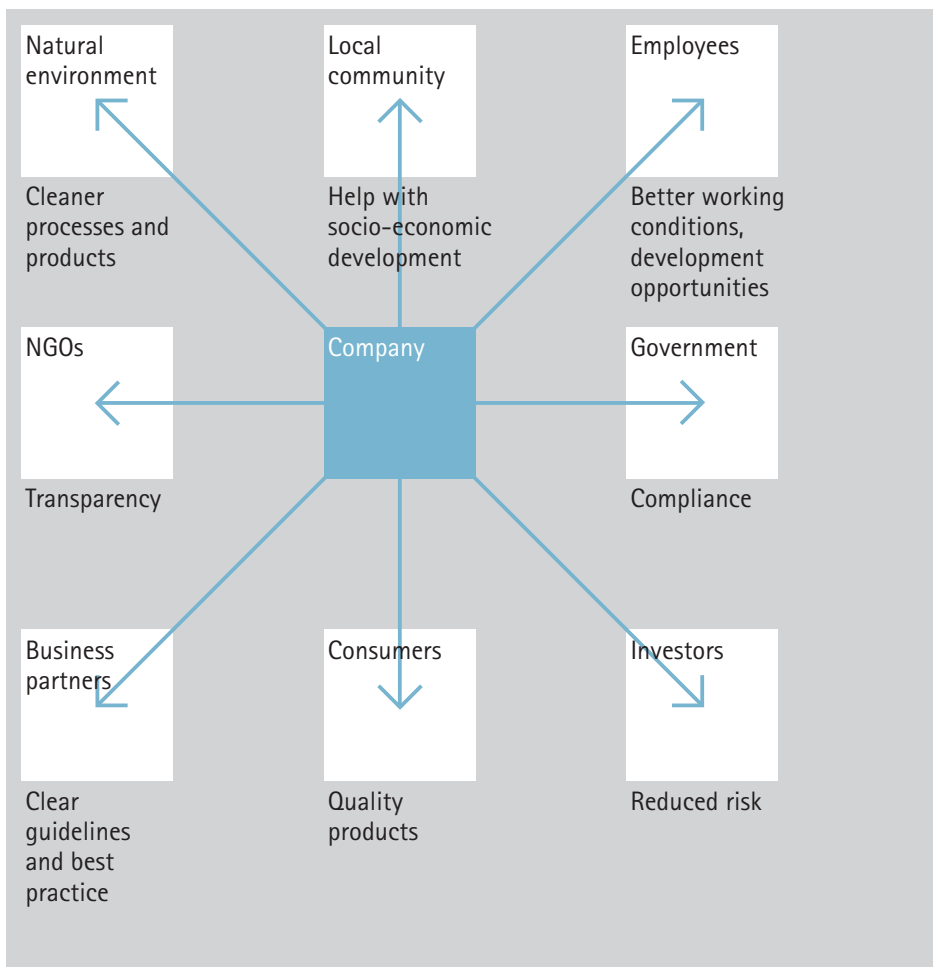 Natural
environment
Local
community
Employees
Cleaner
processes and
products
Help with
socio-economic
development
Better working
conditions,
development
opportunities
NGOs
Company
Government
Transparency
Compliance
Business
partners
Consumers
Investors
Clear
guidelines
and best
practice
Quality
products
Reduced risk